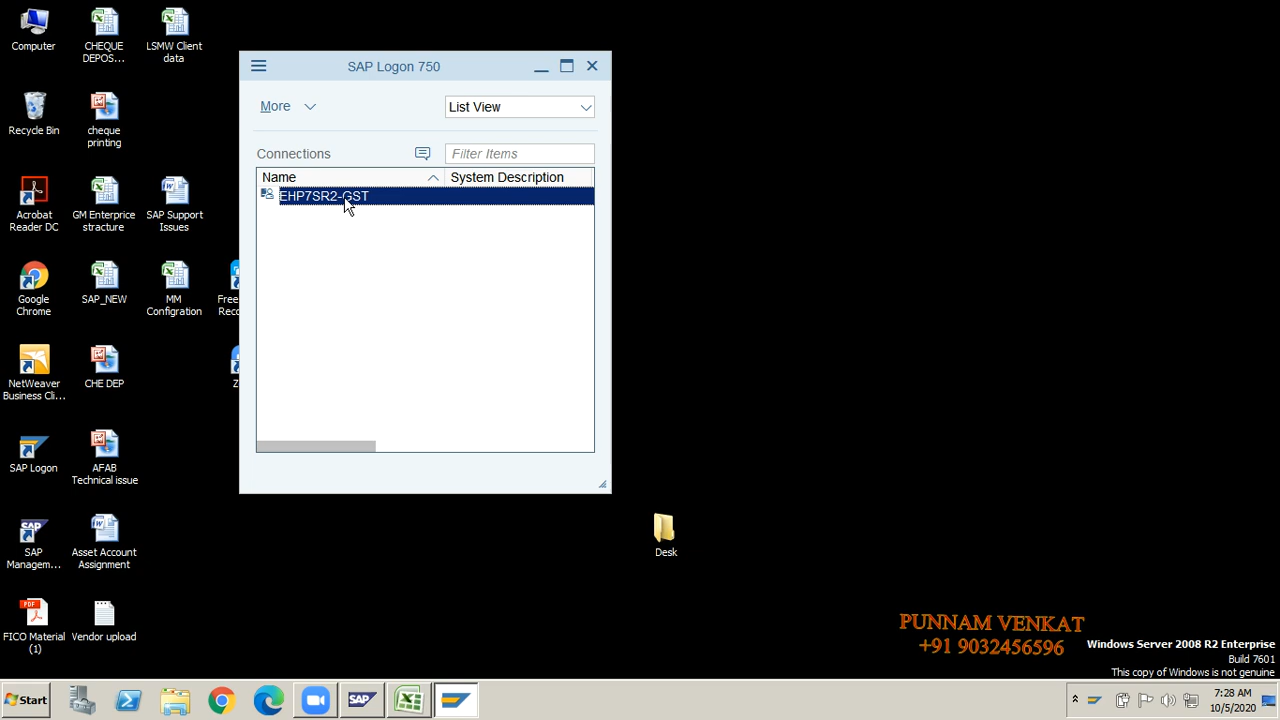 Computer
CHEQUE
DEPOS...
LSMW Client
data
Recycle Bin
cheque
printing
Acrobat
Reader DC
GM Enterprice
stracture
SAP Support
Issues
Google
Chrome
SAP_NEW
MM
Configration
Free
Reco
NetWeaver
Business Cli...
CHE DEP
Z
SAP Logon
AFAB
Technical issue
SAP
SAP
Managem...
Asset Account
Assignment
PDF
FICO Material
(1)
Vendor upload
SAP Logon 750
More
List View
Connections
Filter Items
Name
System Description
EHP7SR2-GST
Desk
PUNNAM VENKAT
+91 9032456596
Windows Server 2008 R2 Enterprise
Build 7601
This copy of Windows is not genuine
Start
SAP
7:28 AM
10/5/2020